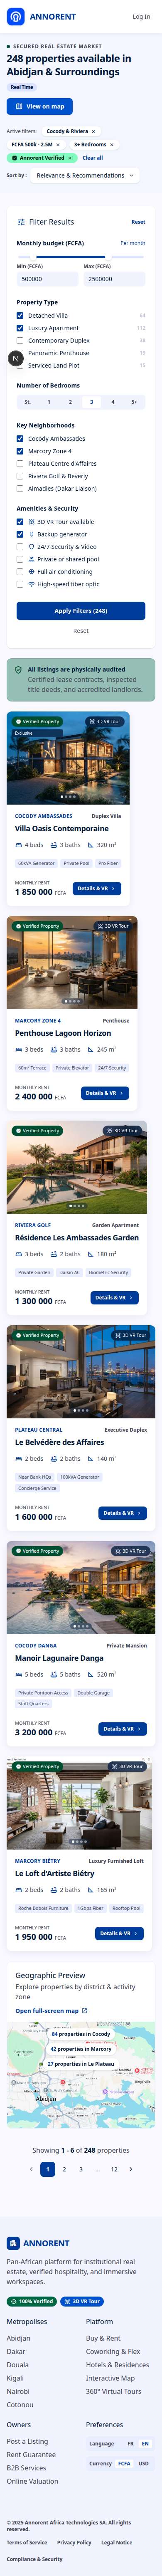 ANNORENT
Log In
SECURED REAL ESTATE MARKET
248 properties available in
Abidjan & Surroundings
Real Time
View on map
Active filters:
Cocody & Riviera ×
FCFA 500k - 2.5M ×
3+ Bedrooms ×
Annorent Verified ×
Clear all
Sort by :
Relevance & Recommendations
Filter Results
Reset
Monthly budget (FCFA)
Per month
Min (FCFA)
Max (FCFA)
500000
2500000
Property Type
Detached Villa
64
Luxury Apartment
112
Contemporary Duplex
38
Panoramic Penthouse
19
Serviced Land Plot
15
N
Number of Bedrooms
St.
1
2
3
4
5+
Key Neighborhoods
Cocody Ambassades
Marcory Zone 4
Plateau Centre d'Affaires
Riviera Golf & Beverly
Almadies (Dakar Liaison)
Amenities & Security
3D VR Tour available
Backup generator
24/7 Security & Video
Private or shared pool
Full air conditioning
High-speed fiber optic
Apply Filters (248)
Reset
All listings are physically audited
Certified lease contracts, inspected
title deeds, and accredited landlords.
Verified Property
3D VR Tour
Exclusive
COCODY AMBASSADES
Duplex Villa
Villa Oasis Contemporaine
4 beds
3 baths
320 m²
60kVA Generator
Private Pool
Pro Fiber
MONTHLY RENT
1 850 000 FCFA
Details & VR
Verified Property
3D VR Tour
MARCORY ZONE 4
Penthouse
Penthouse Lagoon Horizon
3 beds
3 baths
245 m²
60m² Terrace
Private Elevator
24/7 Security
MONTHLY RENT
2 400 000 FCFA
Details & VR
Verified Property
3D VR Tour
RIVIERA GOLF
Garden Apartment
Résidence Les Ambassades Garden
3 beds
2 baths
180 m²
Private Garden
Daikin AC
Biometric Security
MONTHLY RENT
1 300 000 FCFA
Details & VR
Verified Property
3D VR Tour
PLATEAU CENTRAL
Executive Duplex
Le Belvédère des Affaires
2 beds
2 baths
140 m²
Near Bank HQs
100kVA Generator
Concierge Service
MONTHLY RENT
1 600 000 FCFA
Details & VR
Verified Property
3D VR Tour
COCODY DANGA
Private Mansion
Manoir Lagunaire Danga
5 beds
5 baths
520 m²
Private Pontoon Access
Double Garage
Staff Quarters
MONTHLY RENT
3 200 000 FCFA
Details & VR
Verified Property
3D VR Tour
MARCORY BIÉTRY
Luxury Furnished Loft
Le Loft d'Artiste Biétry
2 beds
2 baths
165 m²
Roche Bobois Furniture
1Gbps Fiber
Rooftop Pool
MONTHLY RENT
1 950 000 FCFA
Details & VR
Geographic Preview
Explore properties by district & activity
zone
Open full-screen map
84 properties in Cocody
42 properties in Marcory
27 properties in Le Plateau
Abidjan
Showing 1 - 6 of 248 properties
1
2
3
...
12
ANNORENT
Pan-African platform for institutional real
estate, verified hospitality, and immersive
workspaces.
100% Verified
3D VR Tour
Metropolises
Platform
Abidjan
Buy & Rent
Dakar
Coworking & Flex
Douala
Hotels & Residences
Kigali
Interactive Map
Nairobi
360° Virtual Tours
Cotonou
Owners
Preferences
Post a Listing
Language FR EN
Rent Guarantee
B2B Services
Currency FCFA USD
Online Valuation
© 2025 Annorent Africa Technologies SA. All rights
reserved.
Terms of Service
Privacy Policy
Legal Notice
Compliance & Security